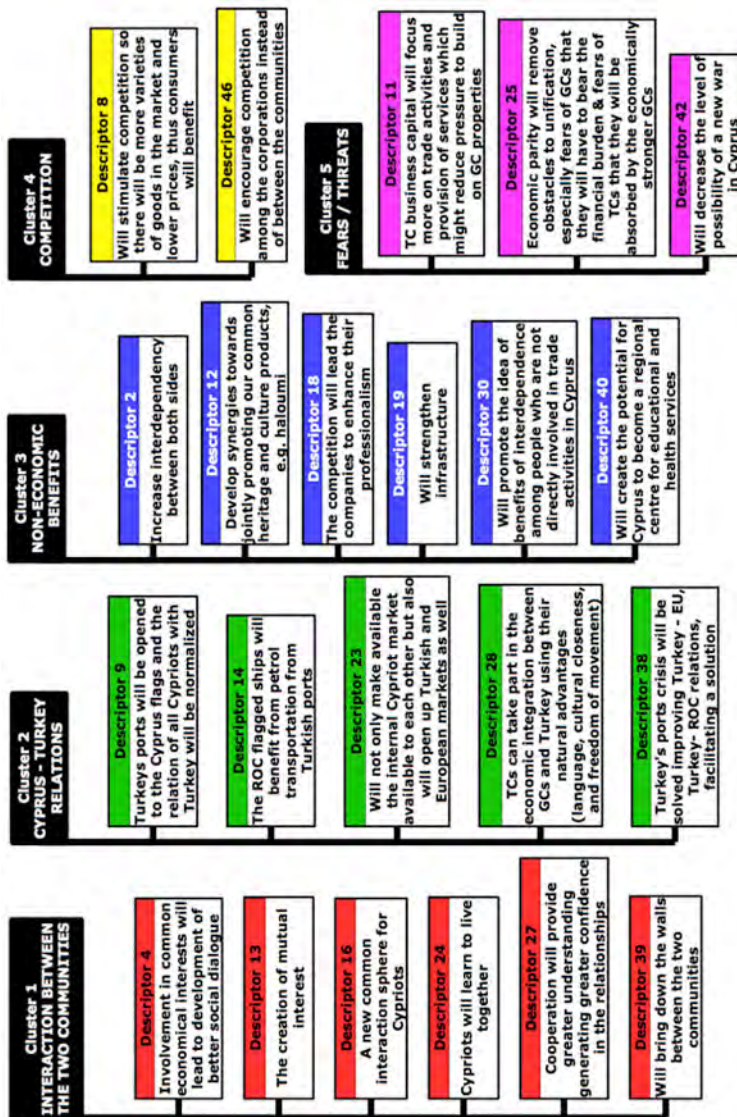 Cluster 1
INTERACTION BETWEEN
THE TWO COMMUNITIES
Descriptor 4
Involvement in common
economical interests will
lead to development of
better social dialogue
Descriptor 13
The creation of mutual
interest
Descriptor 16
A new common
interaction sphere for
Cypriots
Descriptor 24
Cypriots will learn to live
together
Descriptor 27
Cooperation will provide
greater understanding
generating greater confidence
in the relationships
Descriptor 39
Will bring down the walls
between the two
communities
Cluster 2
CYPRUS - TURKEY
RELATIONS
Descriptor 9
Turkeys ports will be opened
to the Cyprus flags and the
relation of all Cypriots with
Turkey will be normalized
Descriptor 14
The ROC flagged ships will
benefit from petrol
transportation from
Turkish ports
Descriptor 23
Will not only make available
the internal Cypriot market
available to each other but also
will open up Turkish and
European markets as well
Descriptor 28
TCs can take part in the
economic integration between
GCs and Turkey using their
natural advantages
(language, cultural closeness,
and freedom of movement)
Descriptor 38
Turkey's ports crisis will be
solved improving Turkey - EU,
Turkey- ROC relations,
facilitating a solution
Cluster 3
NON-ECONOMIC
BENEFITS
Descriptor 2
Increase interdependency
between both sides
Descriptor 12
Develop synergies towards
jointly promoting our common
heritage and culture products,
e.g. haloumi
Descriptor 18
The competition will lead the
companies to enhance their
professionalism
Descriptor 19
Will strengthen
infrastructure
Descriptor 30
Will promote the idea of
benefits of interdependence
among people who are not
directly involved in trade
activities in Cyprus
Descriptor 40
Will create the potential for
Cyprus to become a regional
centre for educational and
health services
Cluster 4
COMPETITION
Descriptor 8
Will stimulate competition so
there will be more varieties
of goods in the market and
lower prices, thus consumers
will benefit
Descriptor 46
Will encourage competition
among the corporations instead
of between the communities
Cluster 5
FEARS / THREATS
Descriptor 11
TC business capital will focus
more on trade activities and
provision of services which
might reduce pressure to build
on GC properties
Descriptor 25
Economic parity will remove
obstacles to unification,
especially fears of GCs that
they will have to bear the
financial burden & fears of
TCs that they will be
absorbed by the economically
stronger GCs
Descriptor 42
Will decrease the level of
possibility of a new war
in Cyprus